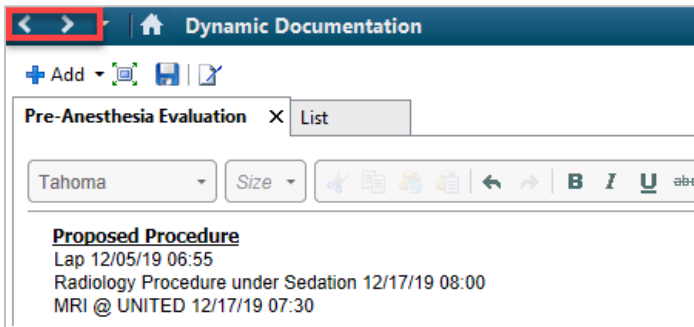 Dynamic Documentation
Add
Pre-Anesthesia Evaluation X List
Tahoma Size B I U abc
Proposed Procedure
Lap 12/05/19 06:55
Radiology Procedure under Sedation 12/17/19 08:00
MRI @ UNITED 12/17/19 07:30